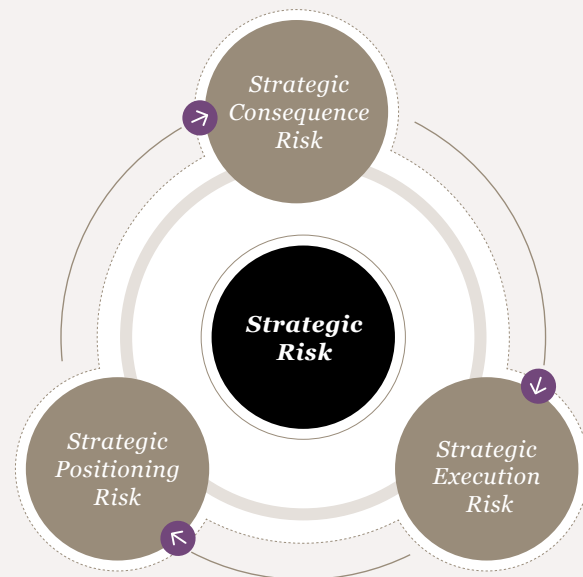 Strategic
Consequence
Risk
Strategic
Risk
Strategic
Positioning
Risk
Strategic
Execution
Risk